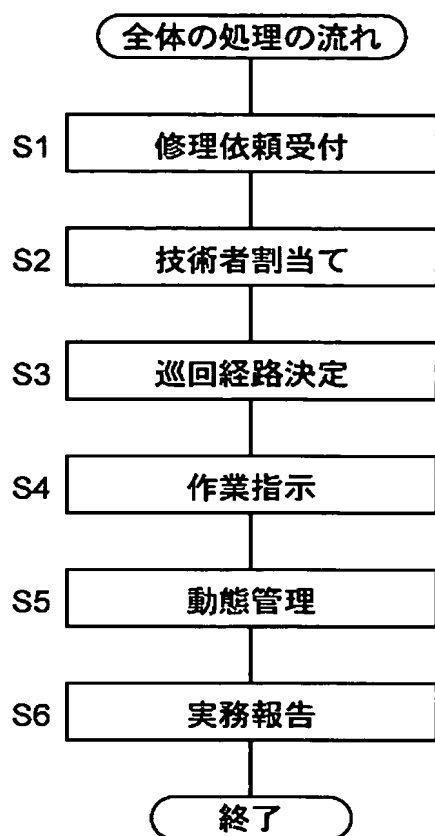 全体の処理の流れ
S1 修理依頼受付
S2 技術者割当て
S3 巡回経路決定
S4 作業指示
S5 動態管理
S6 実務報告
終了